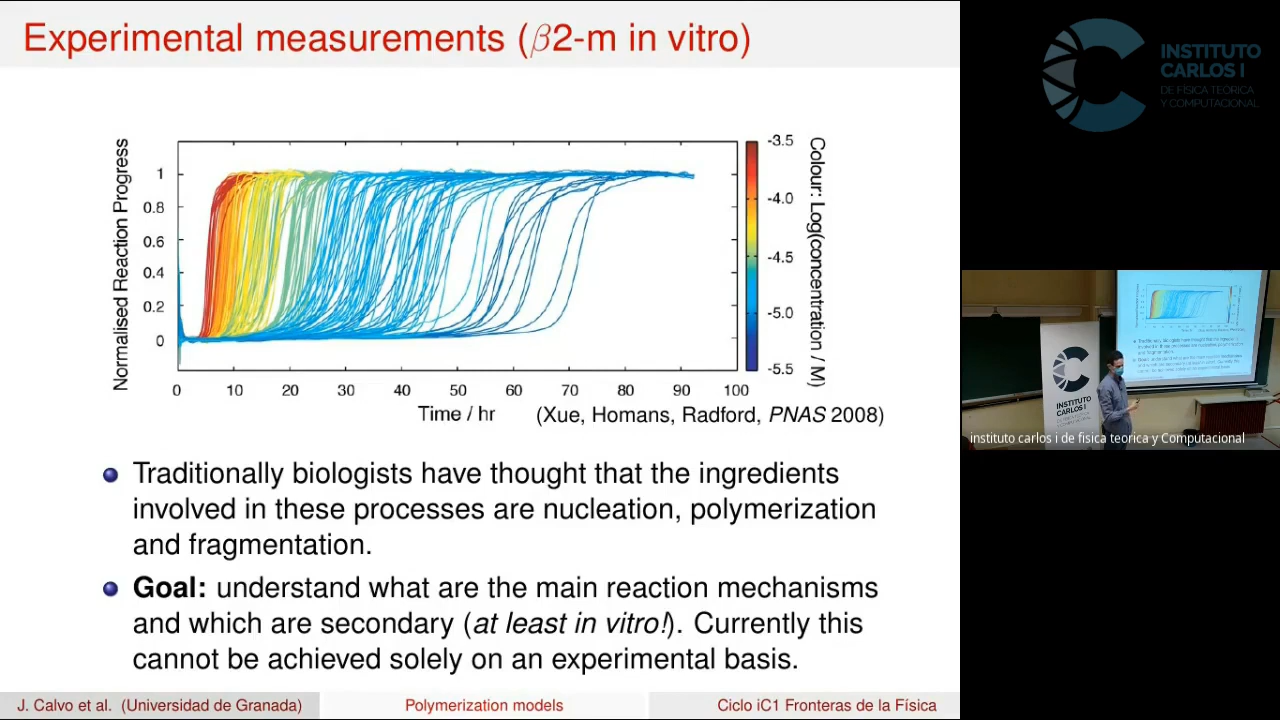 Experimental measurements (β2-m in vitro)
INSTITUTO
CARLOS I
DE FÍSICA TEÓRICA
Y COMPUTACIONAL
Normalised Reaction Progress
1
0.8
0.6
0.4
0.2
0
0 10 20 30 40 50 60 70 80 90 100
Time / hr
-3.5
-4.0
-4.5
-5.0
-5.5
Colour: Log(concentration / M)
(Xue, Homans, Radford, PNAS 2008)
Traditionally biologists have thought that the ingredients
involved in these processes are nucleation, polymerization
and fragmentation.
Goal: understand what are the main reaction mechanisms
and which are secondary (at least in vitro!). Currently this
cannot be achieved solely on an experimental basis.
J. Calvo et al. (Universidad de Granada)
Polymerization models
Ciclo iC1 Fronteras de la Física
INSTITUTO
CARLOS I
instituto carlos i de fisica teorica y Computacional